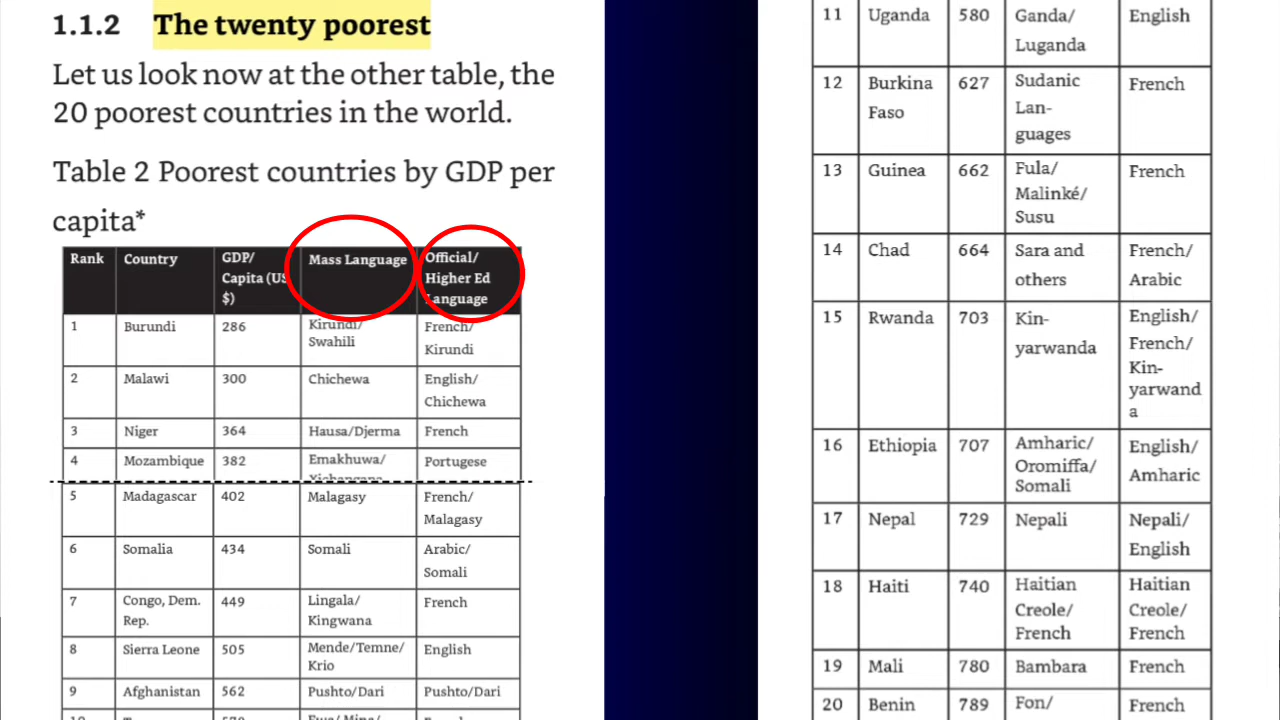 1.1.2 The twenty poorest
Let us look now at the other table, the
20 poorest countries in the world.
Table 2 Poorest countries by GDP per
capita*
Rank Country GDP/ Mass Language Official/
Capita (US Higher Ed
$) Language
1 Burundi 286 Kirundi/ French/
Swahili Kirundi
2 Malawi 300 Chichewa English/
Chichewa
3 Niger 364 Hausa/Djerma French
4 Mozambique 382 Emakhuwa/ Portugese
5 Madagascar 402 Malagasy French/
Malagasy
6 Somalia 434 Somali Arabic/
Somali
7 Congo, Dem. 449 Lingala/ French
Rep. Kingwana
8 Sierra Leone 505 Mende/Temne/ English
Krio
9 Afghanistan 562 Pushto/Dari Pushto/Dari
11 Uganda 580 Ganda/ English
Luganda
12 Burkina 627 Sudanic French
Faso Lan-
guages
13 Guinea 662 Fula/ French
Malinké/
Susu
14 Chad 664 Sara and French/
others Arabic
15 Rwanda 703 Kin- English/
yarwanda French/
Kin-
yarwand
a
16 Ethiopia 707 Amharic/ English/
Oromiffa/ Amharic
Somali
17 Nepal 729 Nepali Nepali/
English
18 Haiti 740 Haitian Haitian
Creole/ Creole/
French French
19 Mali 780 Bambara French
20 Benin 789 Fon/ French